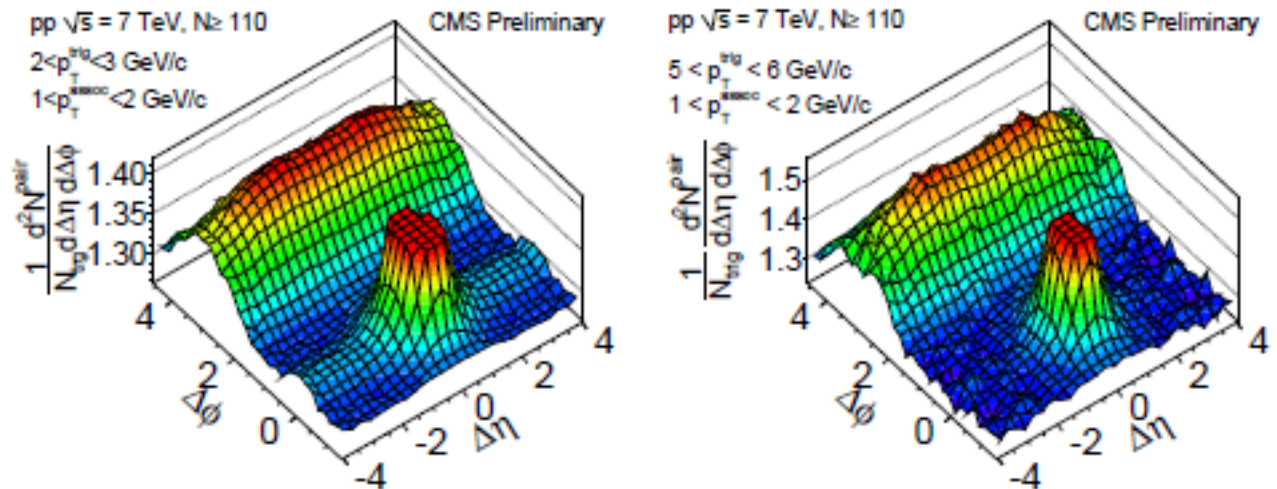 pp √s = 7 TeV, N≥ 110
CMS Preliminary
2<p_T^trig<3 GeV/c
1<p_T^assoc<2 GeV/c
1/N_trig d²N^pair/dΔη dΔϕ
1.40
1.35
1.30
4
2
0
Δϕ
-4
-2
0
2
4
Δη
pp √s = 7 TeV, N≥ 110
CMS Preliminary
5 < p_T^trig < 6 GeV/c
1 < p_T^assoc < 2 GeV/c
1/N_trig d²N^pair/dΔη dΔϕ
1.5
1.4
1.3
4
2
0
Δϕ
-4
-2
0
2
4
Δη